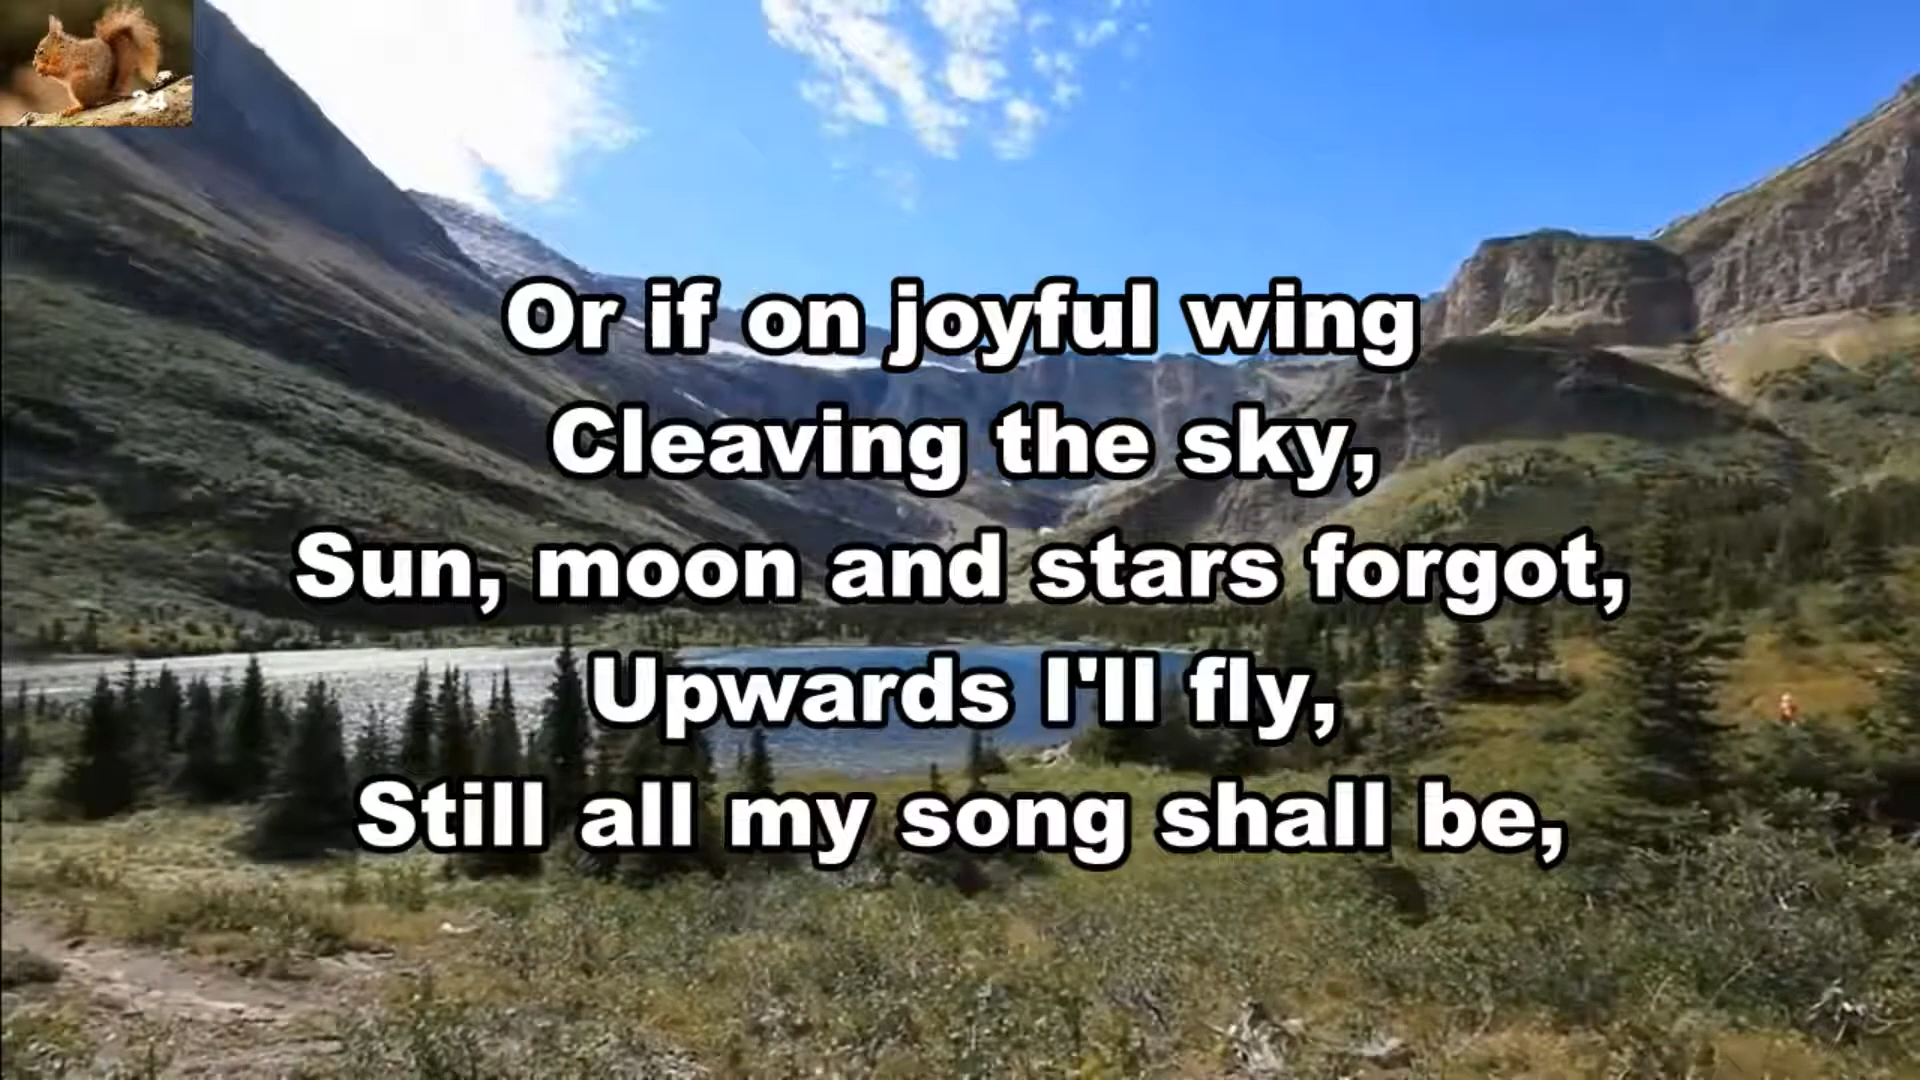 24
Or if on joyful wing
Cleaving the sky,
Sun, moon and stars forgot,
Upwards I'll fly,
Still all my song shall be,